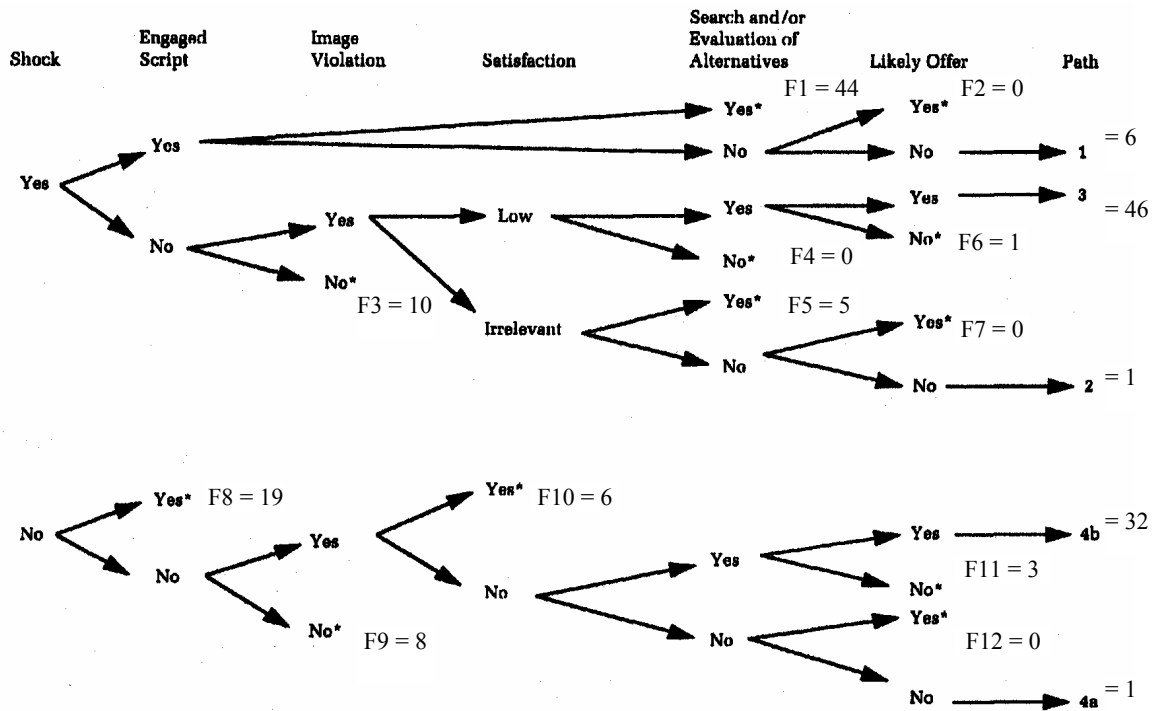 Shock
Engaged
Script
Image
Violation
Satisfaction
Search and/or
Evaluation of
Alternatives
Likely Offer
Path
F1 = 44
F2 = 0
Yes*
Yes*
Yes
No
No
1
= 6
Yes
Yes
Low
Yes
Yes
3
= 46
No
No*
F3 = 10
No*
F4 = 0
No*
F6 = 1
Irrelevant
Yes*
F5 = 5
Yes*
F7 = 0
No
No
2
= 1
Yes*
F8 = 19
Yes*
F10 = 6
No
Yes
Yes
4b
= 32
No
Yes
No*
F11 = 3
No
No*
F9 = 8
No
Yes*
F12 = 0
No
4a
= 1